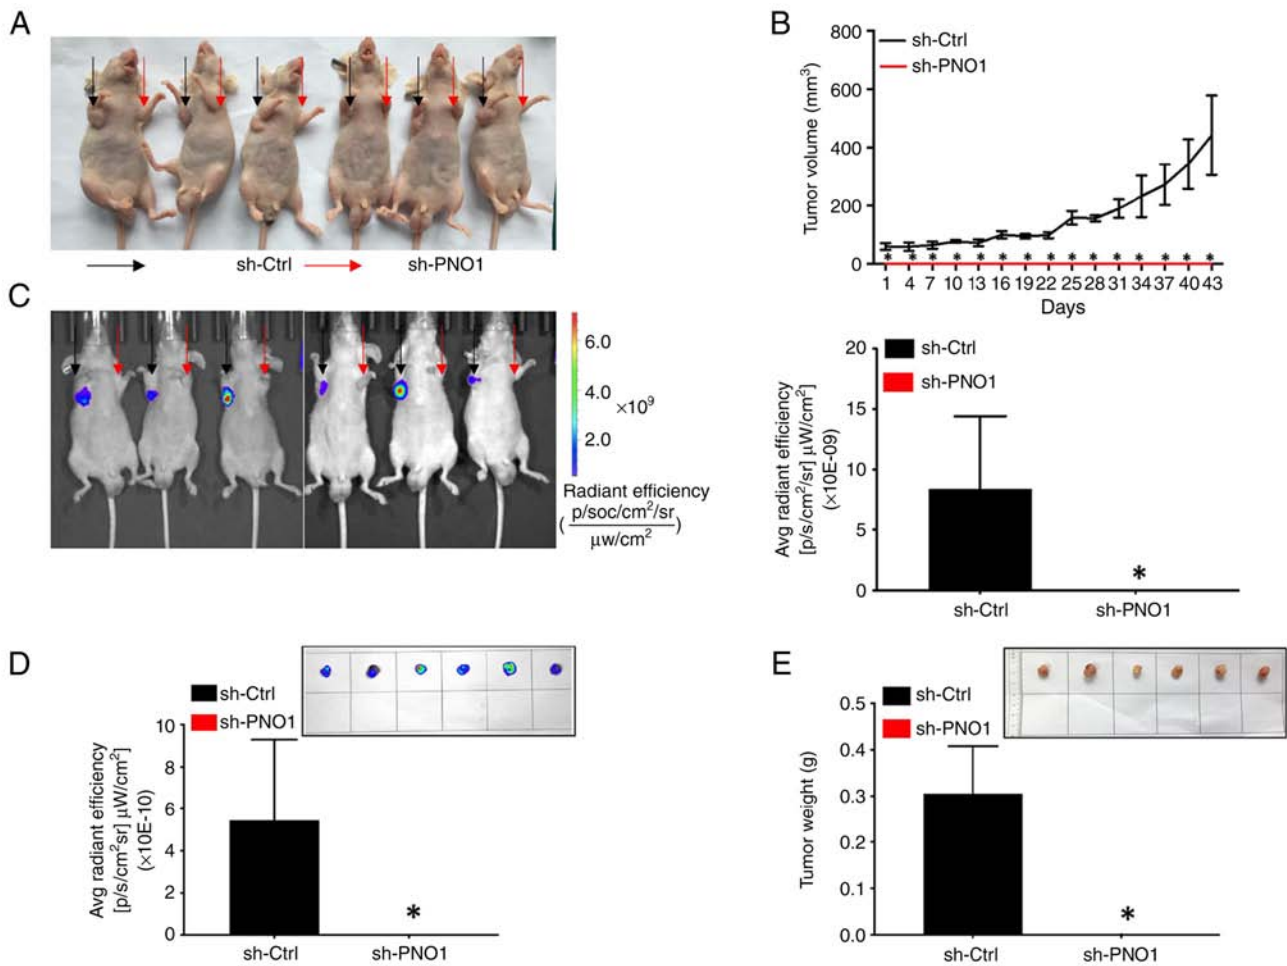 A
sh-Ctrl
sh-PNO1
B
800
600
400
200
0
Tumor volume (mm³)
sh-Ctrl
sh-PNO1
* * * * * * * * * * * * * * *
1 4 7 10 13 16 19 22 25 28 31 34 37 40 43
Days
C
6.0
4.0
×10⁹
2.0
Radiant efficiency
(p/soc/cm²/sr
μw/cm²)
20
15
10
5
0
Avg radiant efficiency
[p/s/cm²/sr] μW/cm²]
(×10E-09)
sh-Ctrl
sh-PNO1
*
sh-Ctrl
sh-PNO1
D
sh-Ctrl
sh-PNO1
10
8
6
4
2
0
Avg radiant efficiency
[p/s/cm²sr] μW/cm²]
(×10E-10)
*
sh-Ctrl
sh-PNO1
E
sh-Ctrl
sh-PNO1
0.5
0.4
0.3
0.2
0.1
0.0
Tumor weight (g)
*
sh-Ctrl
sh-PNO1